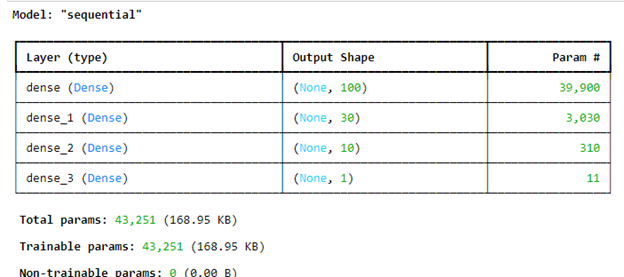 Model: "sequential"
Layer (type) Output Shape Param #
dense (Dense) (None, 100) 39,900
dense_1 (Dense) (None, 30) 3,030
dense_2 (Dense) (None, 10) 310
dense_3 (Dense) (None, 1) 11
Total params: 43,251 (168.95 KB)
Trainable params: 43,251 (168.95 KB)
Non-trainable params: 0 (0.00 B)